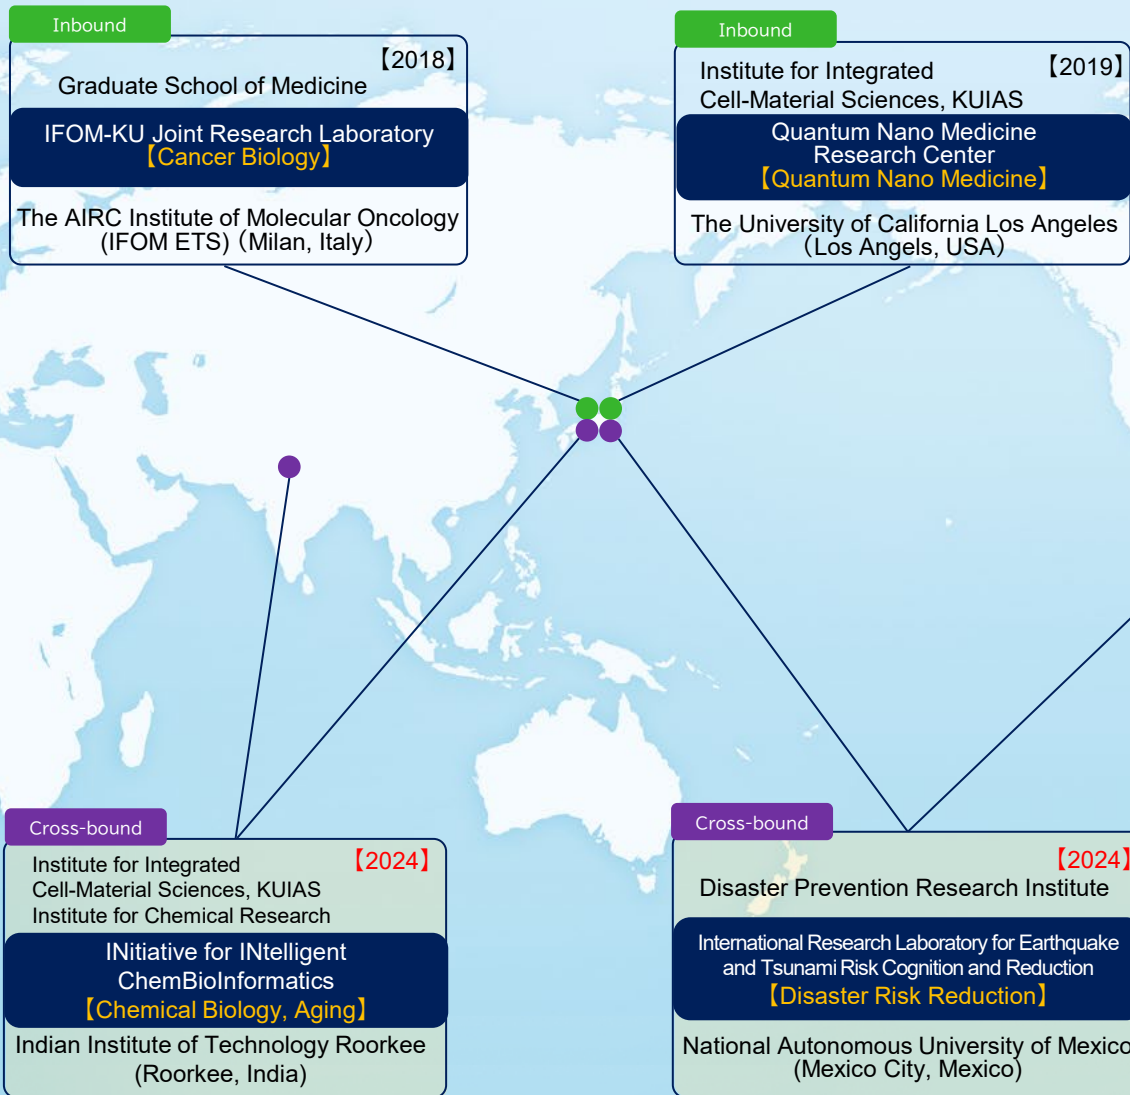 Inbound
【2018】
Graduate School of Medicine
IFOM-KU Joint Research Laboratory
【Cancer Biology】
The AIRC Institute of Molecular Oncology
(IFOM ETS)（Milan, Italy）
Inbound
【2019】
Institute for Integrated
Cell-Material Sciences, KUIAS
Quantum Nano Medicine
Research Center
【Quantum Nano Medicine】
The University of California Los Angeles
（Los Angels, USA）
Cross-bound
【2024】
Institute for Integrated
Cell-Material Sciences, KUIAS
Institute for Chemical Research
INitiative for INtelligent
ChemBioInformatics
【Chemical Biology, Aging】
Indian Institute of Technology Roorkee
(Roorkee, India)
Cross-bound
【2024】
Disaster Prevention Research Institute
International Research Laboratory for Earthquake
and Tsunami Risk Cognition and Reduction
【Disaster Risk Reduction】
National Autonomous University of Mexico
(Mexico City, Mexico)